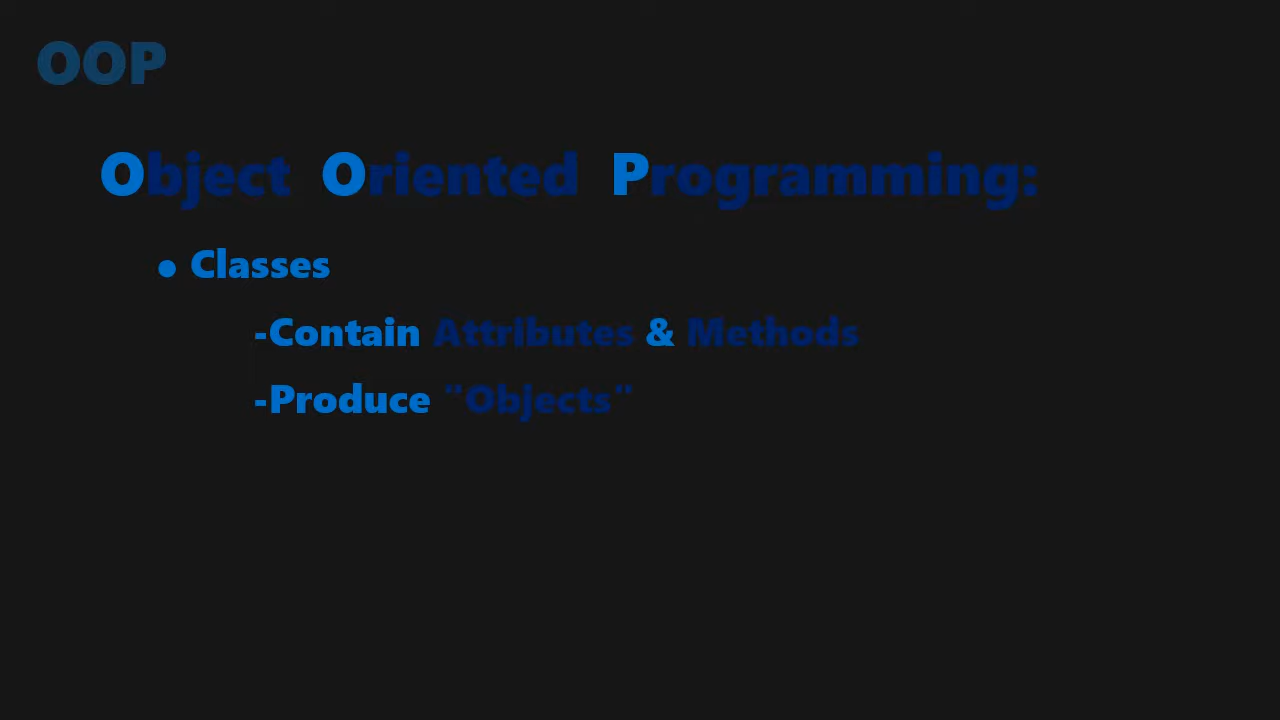 OOP
Object Oriented Programming:
• Classes
-Contain Attributes & Methods
-Produce "Objects"